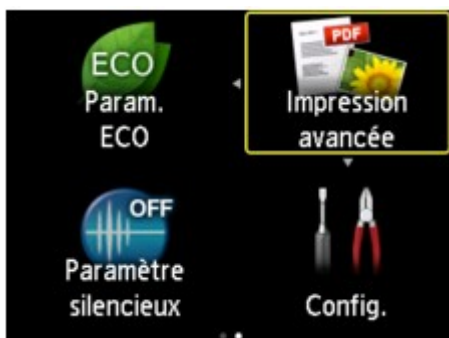 ECO
Param.
ECO
PDF
Impression
avancée
OFF
Paramètre
silencieux
Config.